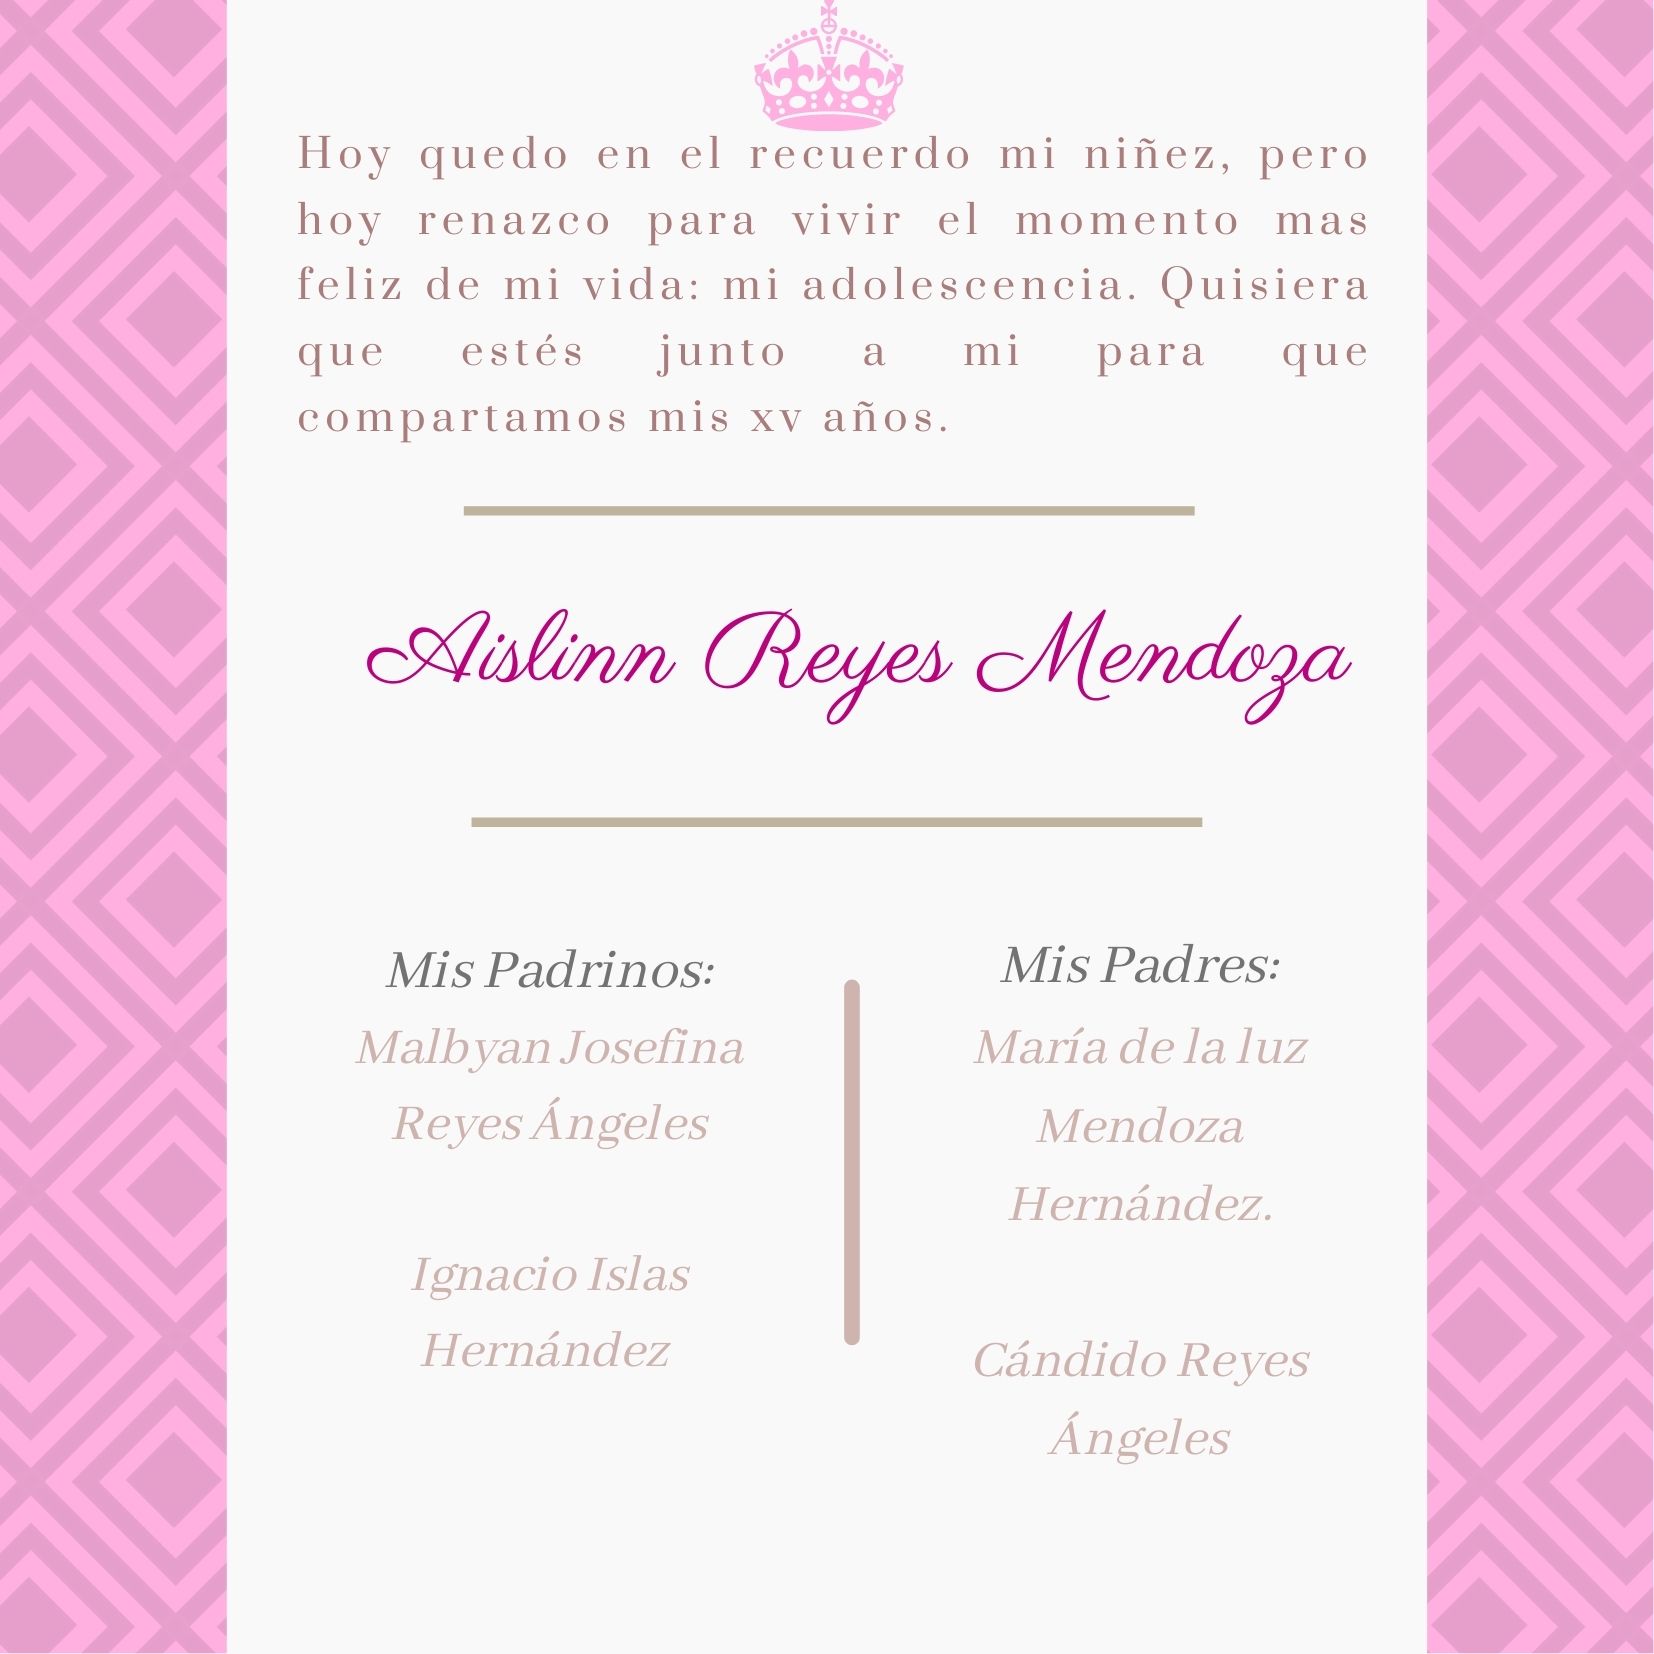 Hoy quedo en el recuerdo mi niñez, pero
hoy renazco para vivir el momento mas
feliz de mi vida: mi adolescencia. Quisiera
que estés junto a mi para que
compartamos mis xv años.
Aislinn Reyes Mendoza
Mis Padrinos:
Malbyan Josefina
Reyes Ángeles
Ignacio Islas
Hernández
Mis Padres:
María de la luz
Mendoza
Hernández.
Cándido Reyes
Ángeles